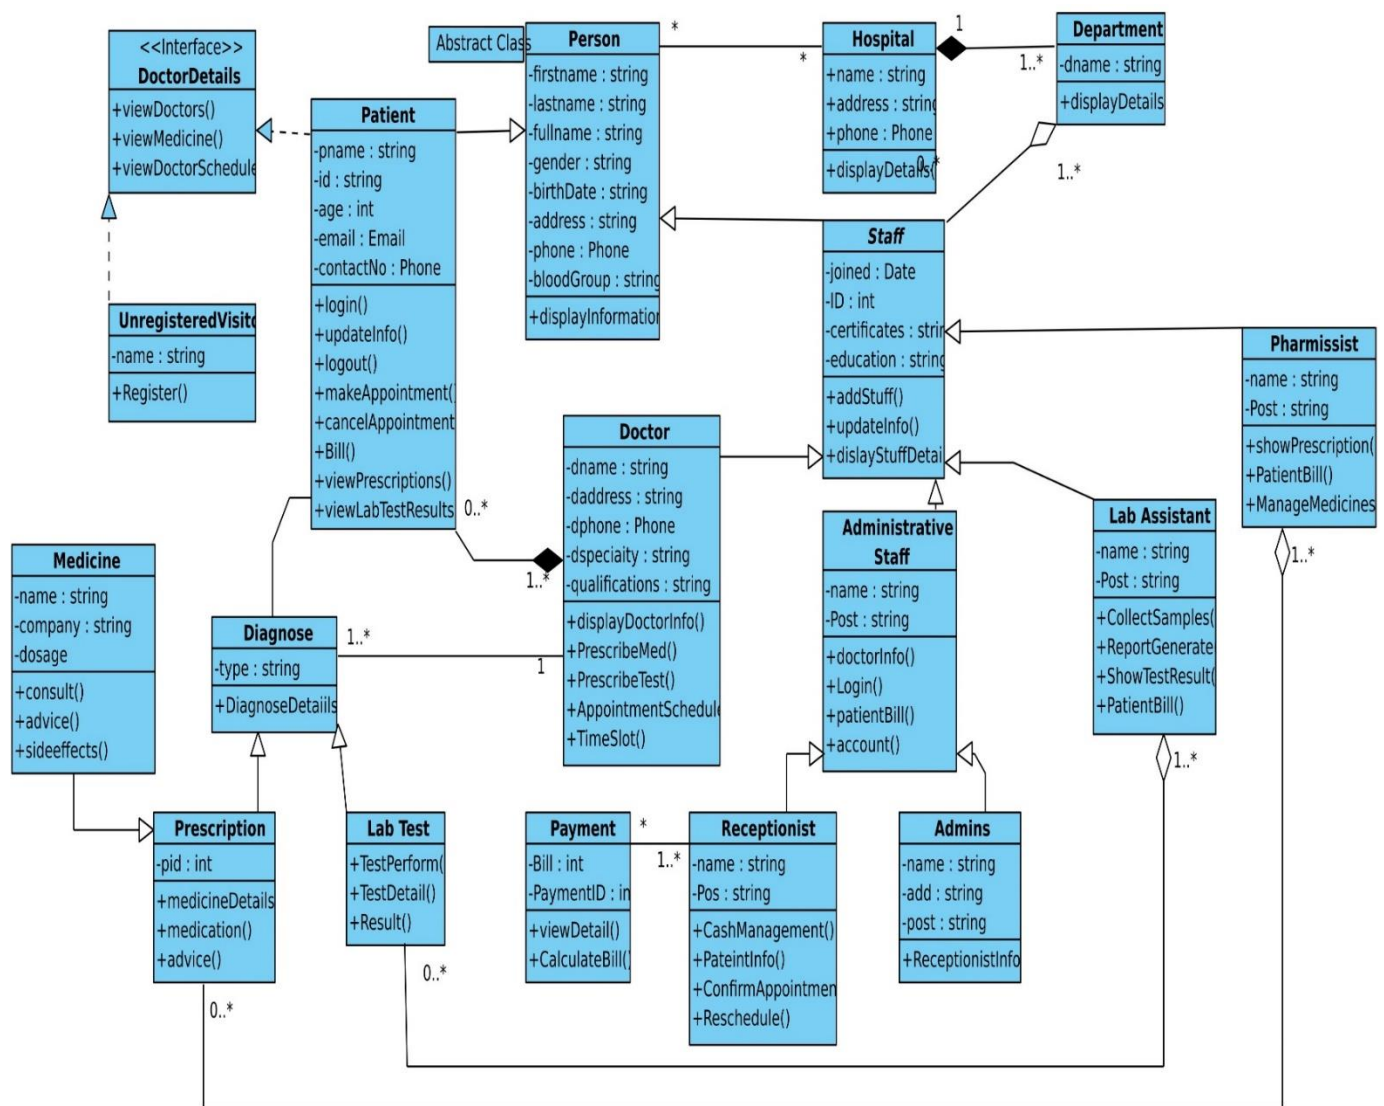 <<Interface>>
DoctorDetails
+viewDoctors()
+viewMedicine()
+viewDoctorSchedule
Patient
-pname : string
-id : string
-age : int
-email : Email
-contactNo : Phone
+login()
+updateInfo()
+logout()
+makeAppointment()
+cancelAppointment
+Bill()
+viewPrescriptions()
+viewLabTestResults
Abstract Class
Person
-firstname : string
-lastname : string
-fullname : string
-gender : string
-birthDate : string
-address : string
-phone : Phone
-bloodGroup : string
+displayInformation
*
*
Hospital
+name : string
+address : string
+phone : Phone
+displayDetails(
0..*
1
1..*
Department
-dname : string
+displayDetails
1..*
Staff
-joined : Date
-ID : int
-certificates : strin
-education : string
+addStuff()
+updateInfo()
+dislayStuffDetai
UnregisteredVisito
-name : string
+Register()
Pharmissist
-name : string
-Post : string
+showPrescription(
+PatientBill()
+ManageMedicines
1..*
Doctor
-dname : string
-daddress : string
-dphone : Phone
-dspeciaity : string
-qualifications : string
+displayDoctorInfo()
+PrescribeMed()
+PrescribeTest()
+AppointmentSchedule
+TimeSlot()
0..*
1..*
Administrative
Staff
-name : string
-Post : string
+doctorInfo()
+Login()
+patientBill()
+account()
Lab Assistant
-name : string
-Post : string
+CollectSamples(
+ReportGenerate
+ShowTestResult(
+PatientBill()
1..*
Medicine
-name : string
-company : string
-dosage
+consult()
+advice()
+sideeffects()
Diagnose
-type : string
+DiagnoseDetaiils
1..*
1
Prescription
-pid : int
+medicineDetails
+medication()
+advice()
0..*
Lab Test
+TestPerform(
+TestDetail()
+Result()
0..*
Payment
-Bill : int
-PaymentID : in
+viewDetail()
+CalculateBill()
*
1..*
Receptionist
-name : string
-Pos : string
+CashManagement()
+PateintInfo()
+ConfirmAppointmen
+Reschedule()
Admins
-name : string
-add : string
-post : string
+ReceptionistInfo